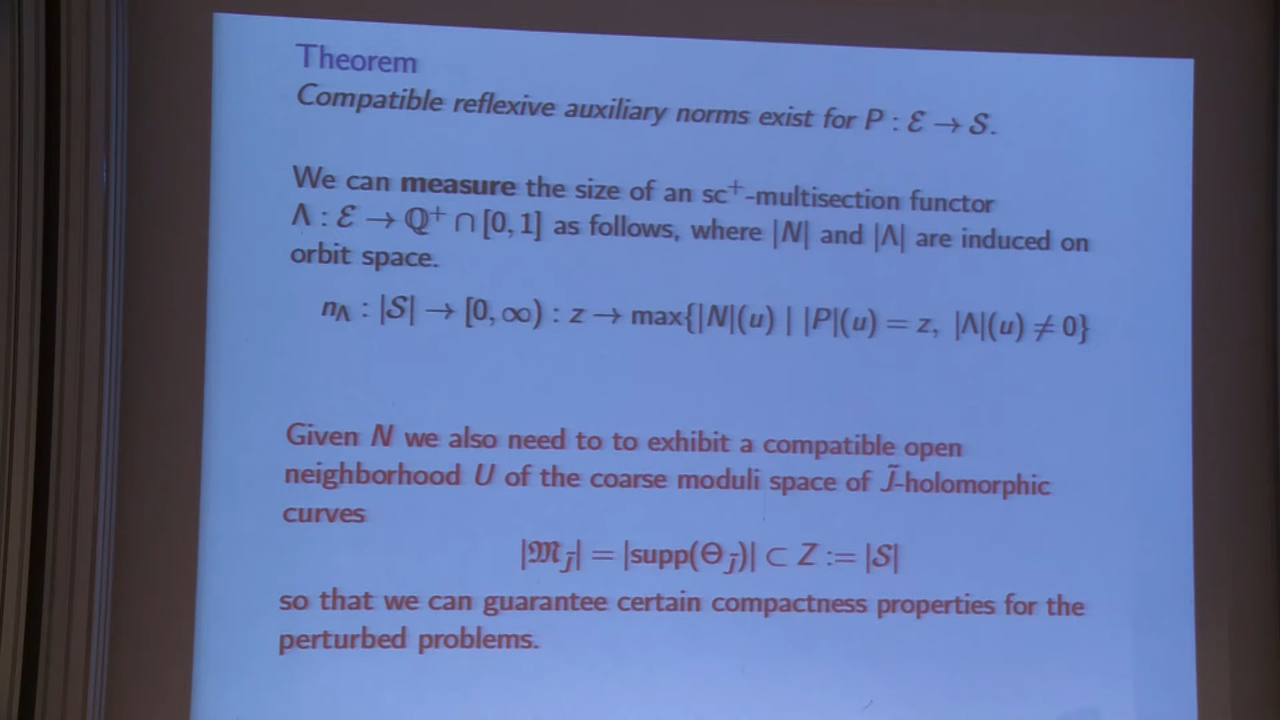 Theorem
Compatible reflexive auxiliary norms exist for P : ℰ → 𝒮.
We can measure the size of an sc⁺-multisection functor
Λ : ℰ → ℚ⁺ ∩ [0, 1] as follows, where |N| and |Λ| are induced on
orbit space.
n_Λ : |𝒮| → [0, ∞) : z → max{|N|(u) | |P|(u) = z, |Λ|(u) ≠ 0}
Given N we also need to to exhibit a compatible open
neighborhood U of the coarse moduli space of J̃-holomorphic
curves
|𝔐_J̃| = |supp(Θ_J̃)| ⊂ Z := |𝒮|
so that we can guarantee certain compactness properties for the
perturbed problems.